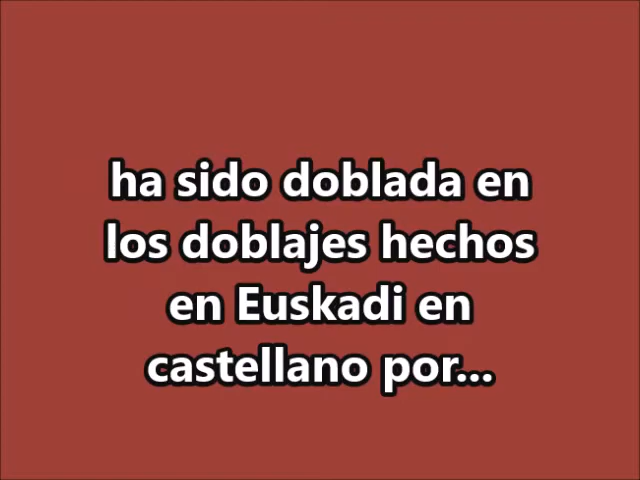 ha sido doblada en
los doblajes hechos
en Euskadi en
castellano por...